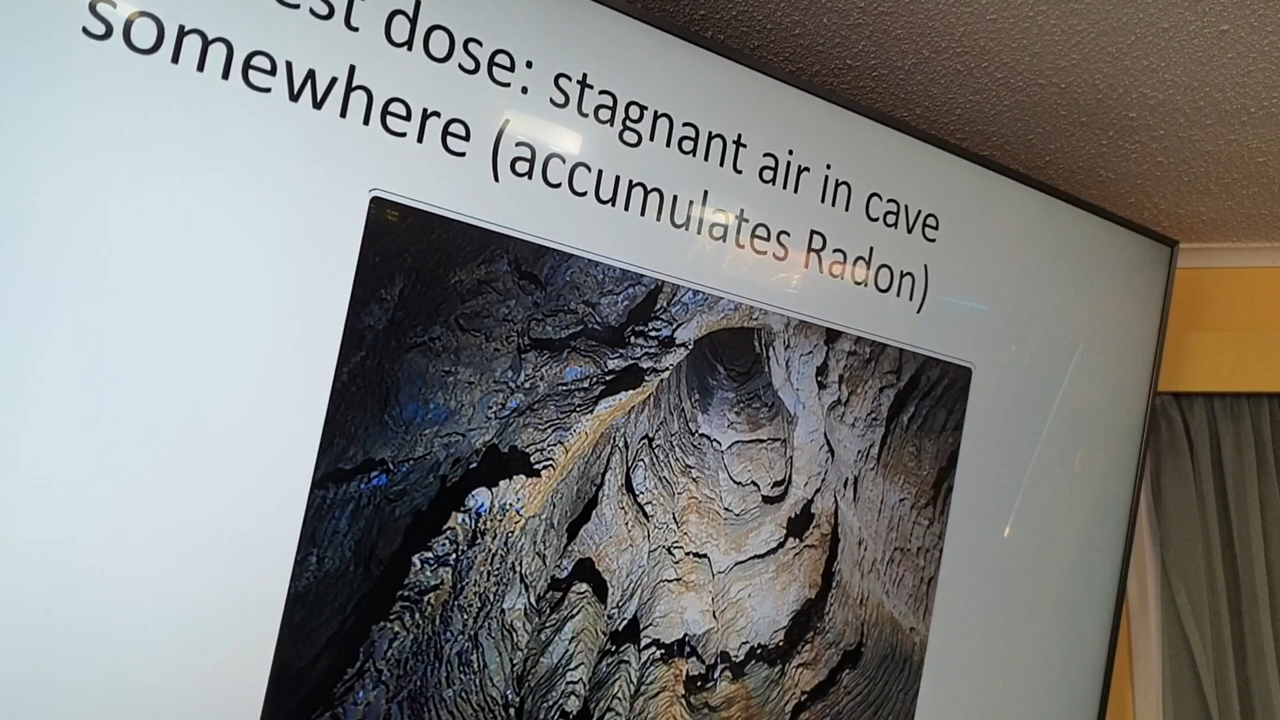 dose: stagnant air in cave
somewhere (accumulates Radon)